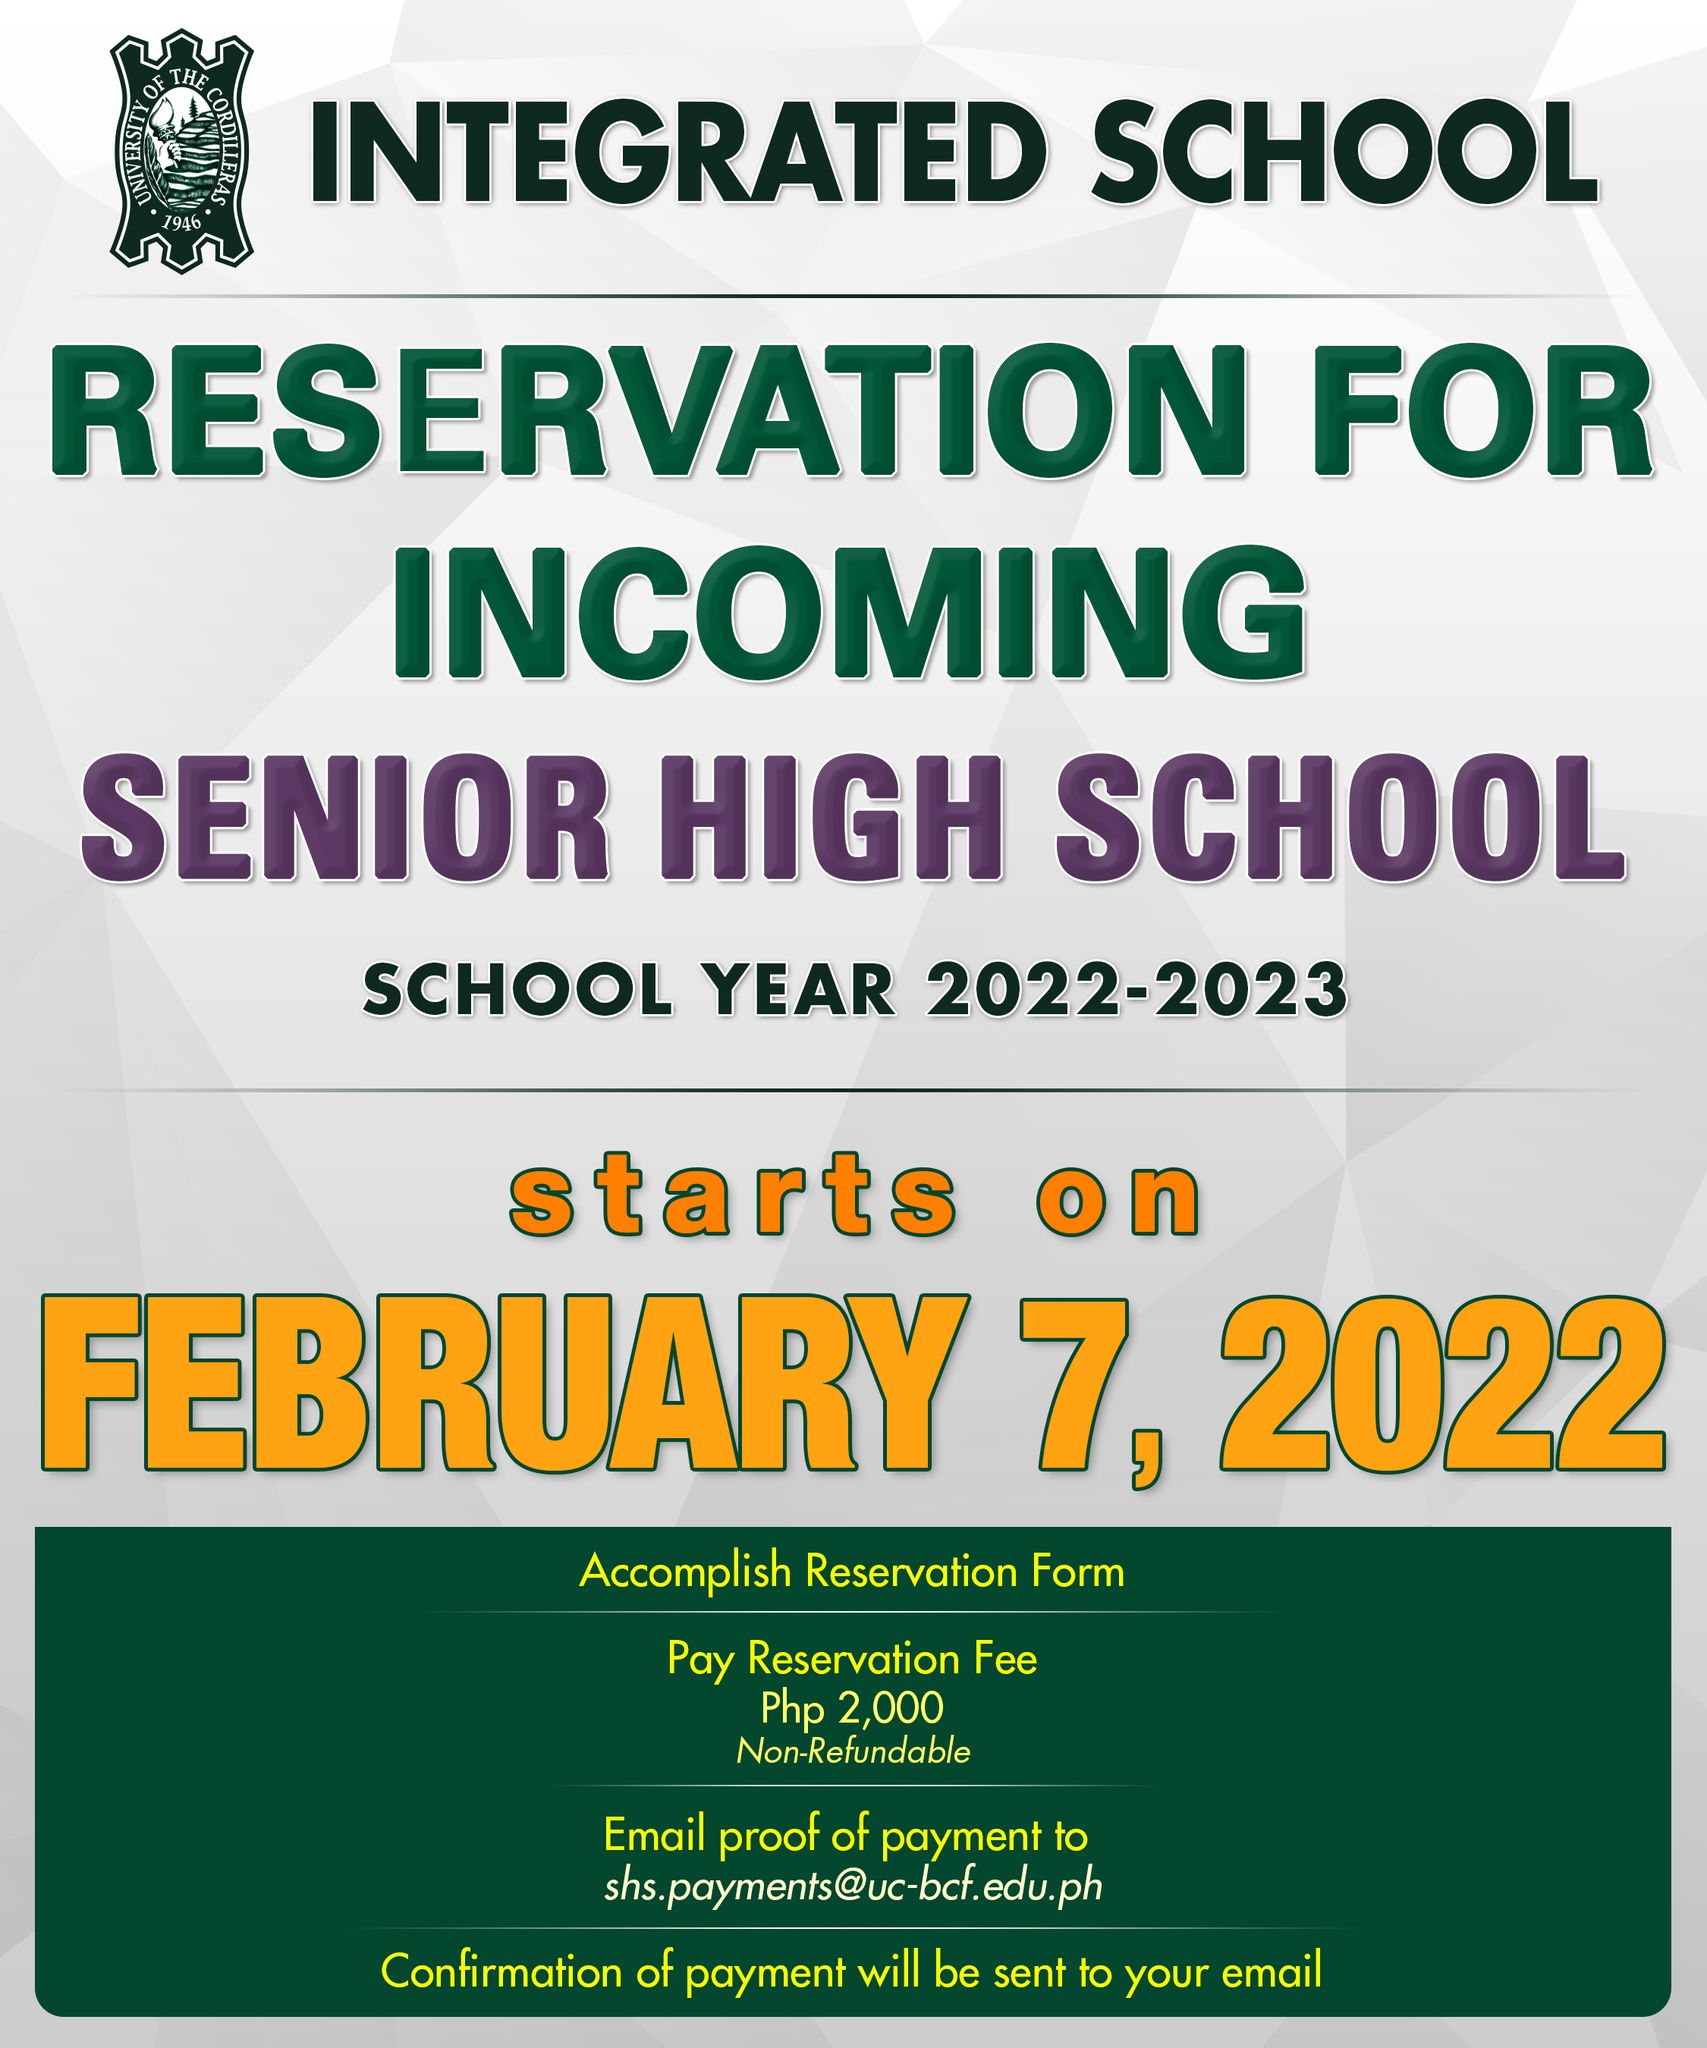 UNIVERSITY OF THE CORDILLERAS
• 1946 •
INTEGRATED SCHOOL
RESERVATION FOR
INCOMING
SENIOR HIGH SCHOOL
SCHOOL YEAR 2022-2023
starts on
FEBRUARY 7, 2022
Accomplish Reservation Form
Pay Reservation Fee
Php 2,000
Non-Refundable
Email proof of payment to
shs.payments@uc-bcf.edu.ph
Confirmation of payment will be sent to your email